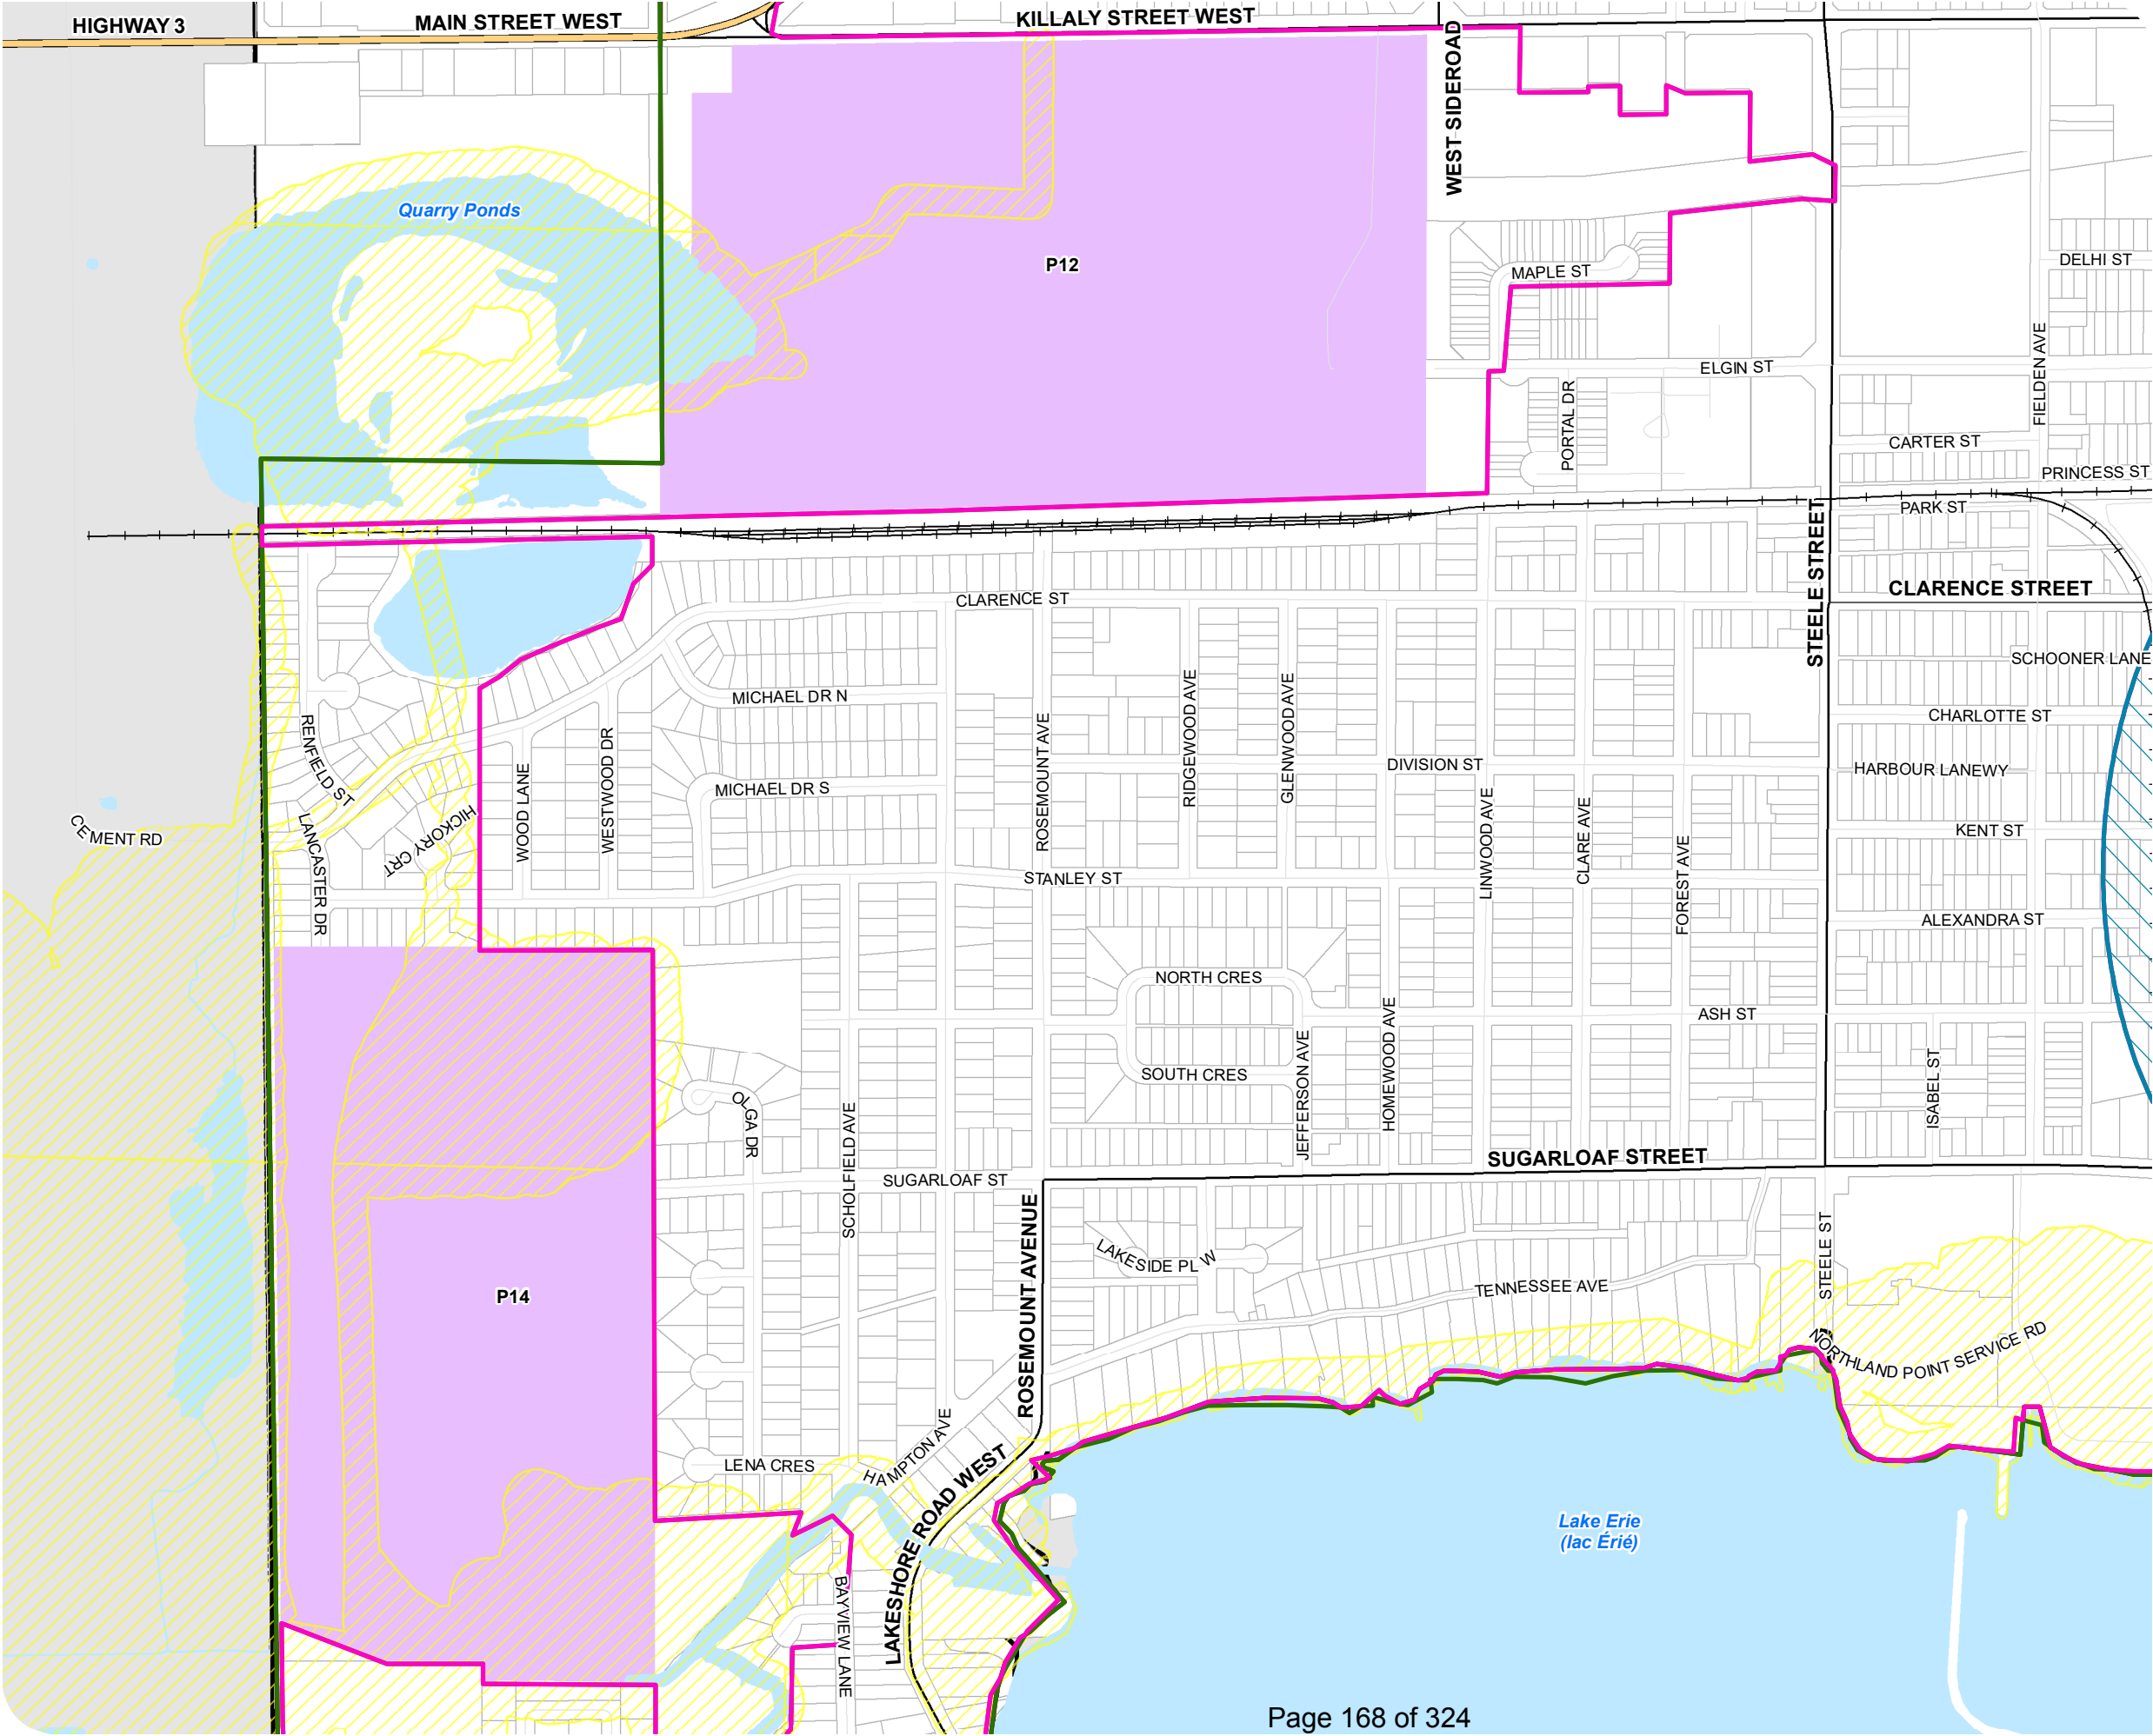 HIGHWAY 3
MAIN STREET WEST
KILLALY STREET WEST
WEST SIDEROAD
Quarry Ponds
P12
MAPLE ST
DELHI ST
FIELDEN AVE
ELGIN ST
PORTAL DR
CARTER ST
PRINCESS ST
PARK ST
STEELE STREET
CLARENCE STREET
CLARENCE ST
SCHOONER LANE
MICHAEL DR N
CHARLOTTE ST
RENFIELD ST
WOOD LANE
WESTWOOD DR
ROSEMOUNT AVE
RIDGEWOOD AVE
GLENWOOD AVE
DIVISION ST
HARBOUR LANEWY
MICHAEL DR S
LINWOOD AVE
CLARE AVE
FOREST AVE
CEMENT RD
LANCASTER DR
HICKORY CRT
KENT ST
STANLEY ST
ALEXANDRA ST
NORTH CRES
ASH ST
SOUTH CRES
JEFFERSON AVE
HOMEWOOD AVE
ISABEL ST
OLGA DR
SCHOLFIELD AVE
SUGARLOAF STREET
SUGARLOAF ST
ROSEMOUNT AVENUE
LAKESIDE PL W
STEELE ST
TENNESSEE AVE
P14
NORTHLAND POINT SERVICE RD
HAMPTON AVE
LENA CRES
LAKESHORE ROAD WEST
BAYVIEW LANE
Lake Erie
(lac Érié)
Page 168 of 324